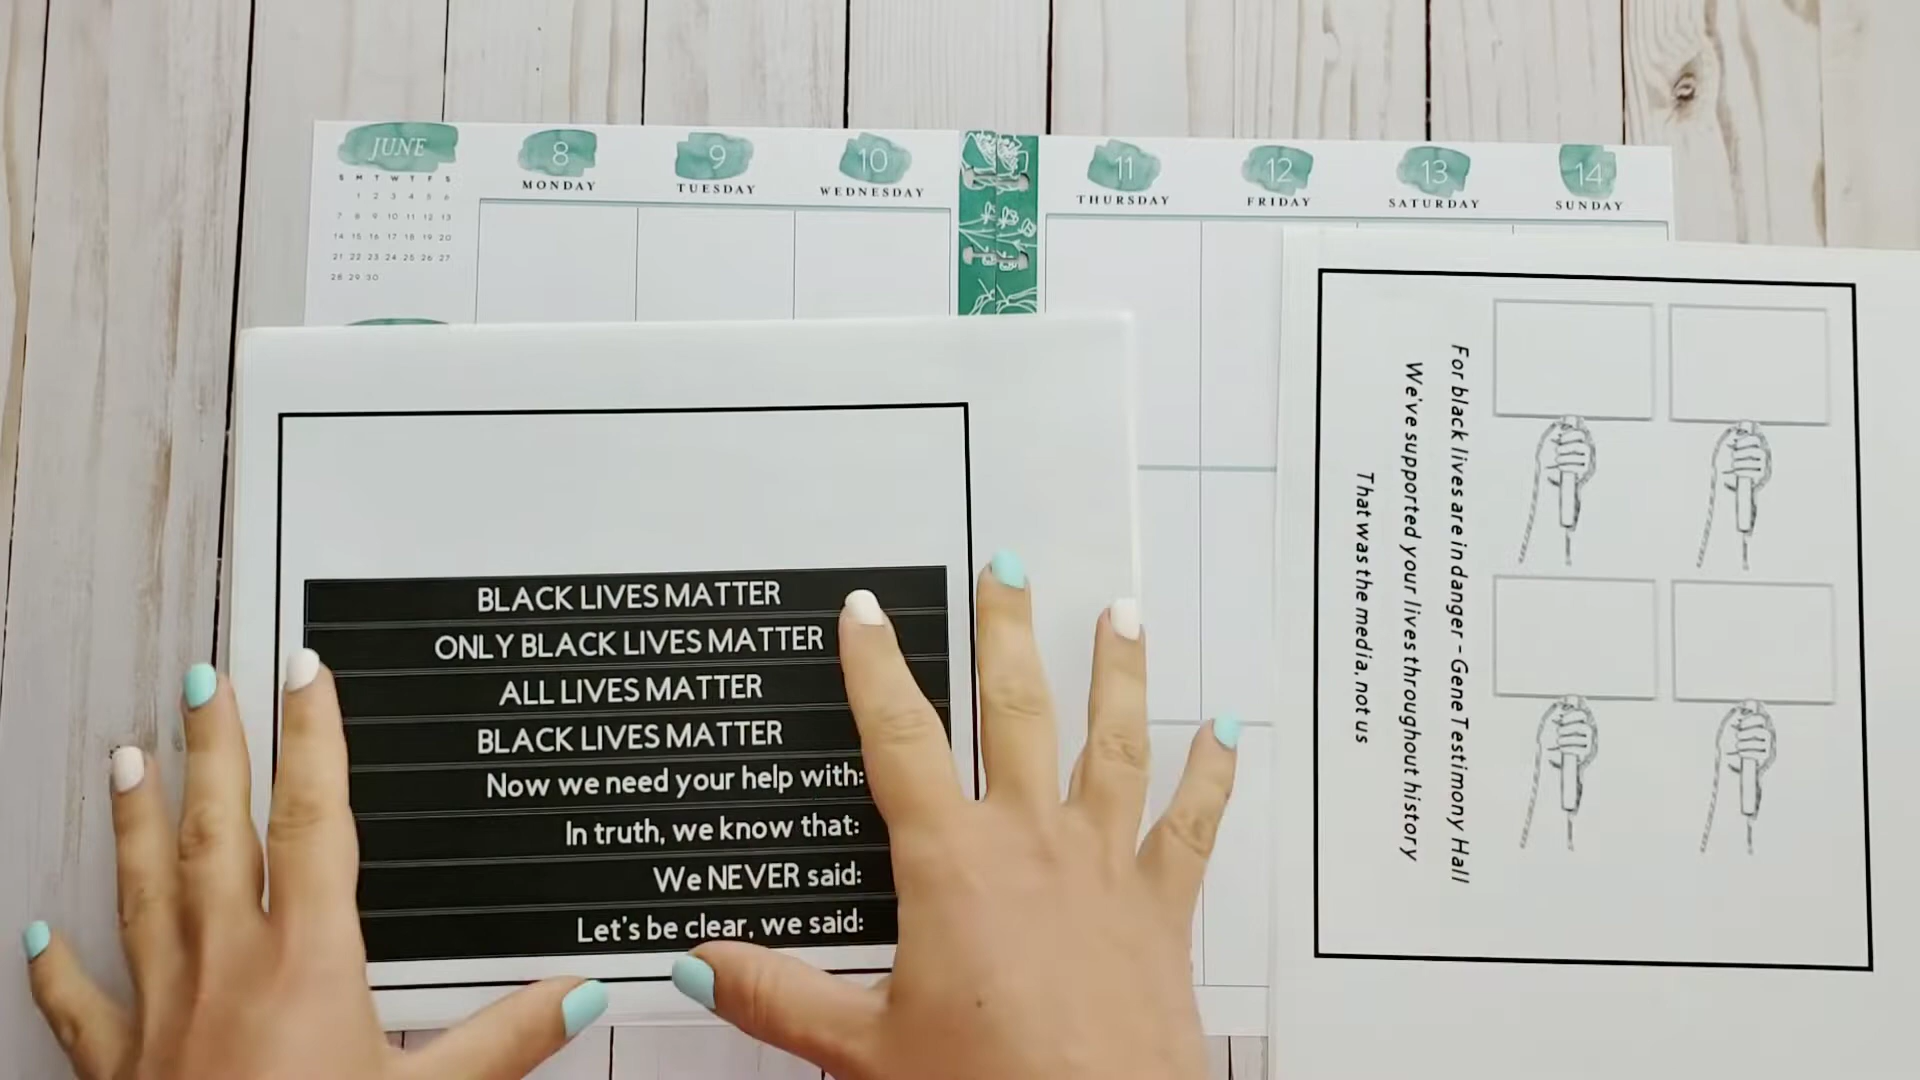 JUNE
S M T W T F S
1 2 3 4 5 6
7 8 9 10 11 12 13
14 15 16 17 18 19 20
21 22 23 24 25 26 27
28 29 30
8
MONDAY
9
TUESDAY
10
WEDNESDAY
11
THURSDAY
12
FRIDAY
13
SATURDAY
14
SUNDAY
BLACK LIVES MATTER
ONLY BLACK LIVES MATTER
ALL LIVES MATTER
BLACK LIVES MATTER
Now we need your help with:
In truth, we know that:
We NEVER said:
Let's be clear, we said:
For black lives are in danger - Gene Testimony Hall
We've supported your lives throughout history
That was the media, not us